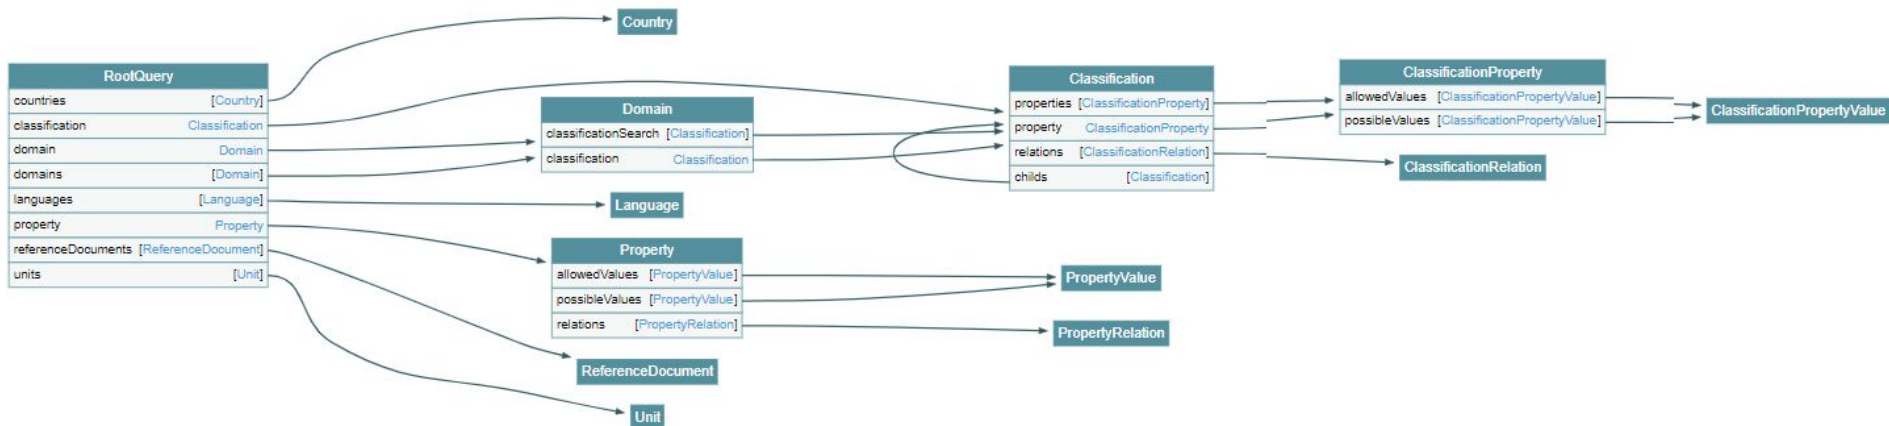 Country
RootQuery
countries [Country]
classification Classification
domain Domain
domains [Domain]
languages [Language]
property Property
referenceDocuments [ReferenceDocument]
units [Unit]
Domain
classificationSearch [Classification]
classification Classification
Language
Property
allowedValues [PropertyValue]
possibleValues [PropertyValue]
relations [PropertyRelation]
ReferenceDocument
Unit
Classification
properties [ClassificationProperty]
property ClassificationProperty
relations [ClassificationRelation]
childs [Classification]
PropertyValue
PropertyRelation
ClassificationProperty
allowedValues [ClassificationPropertyValue]
possibleValues [ClassificationPropertyValue]
ClassificationRelation
ClassificationPropertyValue